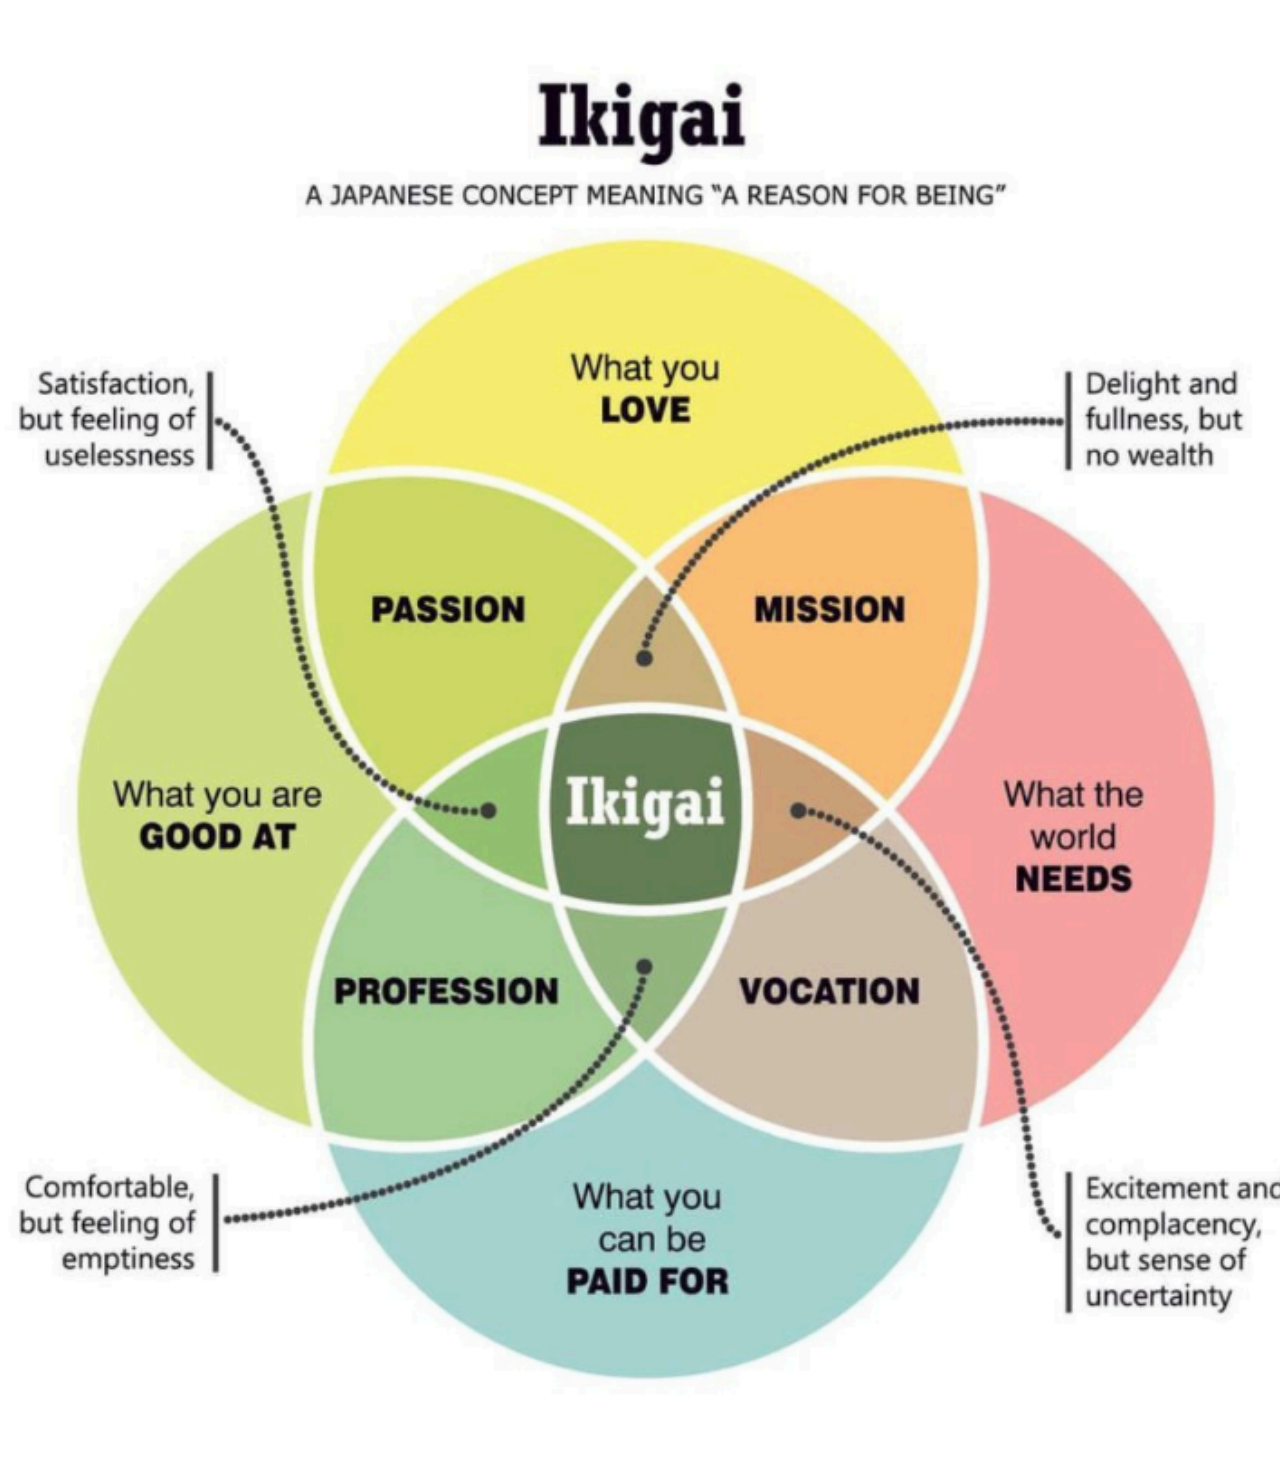 Ikigai
A JAPANESE CONCEPT MEANING “A REASON FOR BEING”
What you
LOVE
Satisfaction,
but feeling of
uselessness
Delight and
fullness, but
no wealth
PASSION
MISSION
What you are
GOOD AT
Ikigai
What the
world
NEEDS
PROFESSION
VOCATION
Comfortable,
but feeling of
emptiness
What you
can be
PAID FOR
Excitement and
complacency,
but sense of
uncertainty